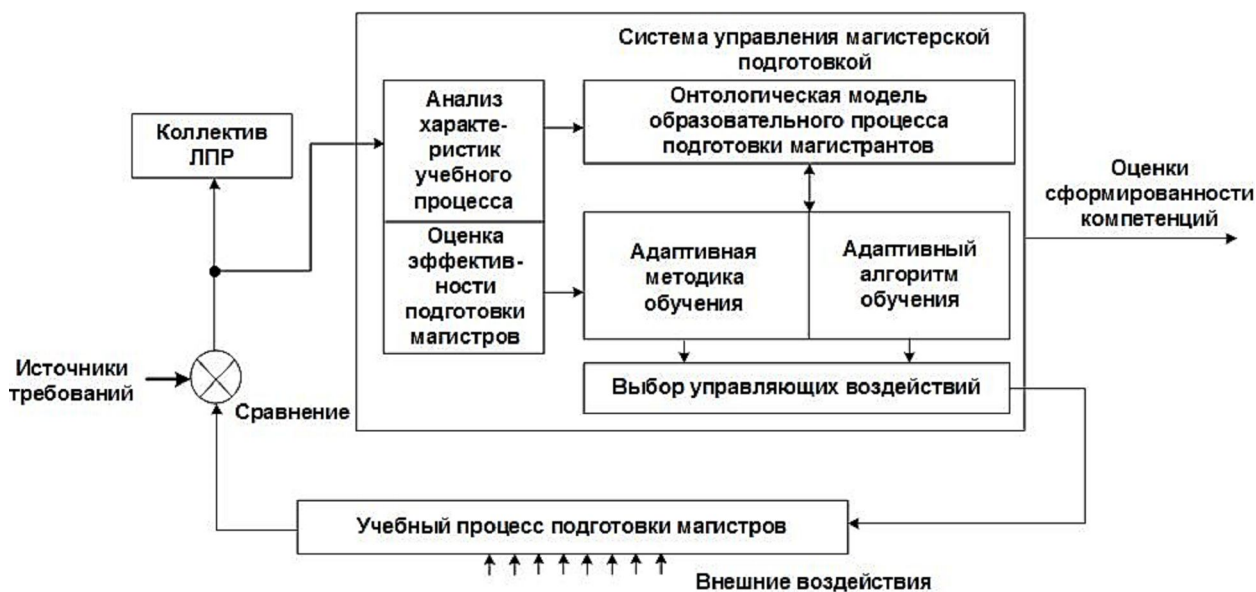 Система управления магистерской
подготовкой
Коллектив
ЛПР
Анализ
характе-
ристик
учебного
процесса
Онтологическая модель
образовательного процесса
подготовки магистрантов
Оценка
эффектив-
ности
подготовки
магистров
Адаптивная
методика
обучения
Адаптивный
алгоритм
обучения
Оценки
сформированности
компетенций
Источники
требований
Сравнение
Выбор управляющих воздействий
Учебный процесс подготовки магистров
Внешние воздействия